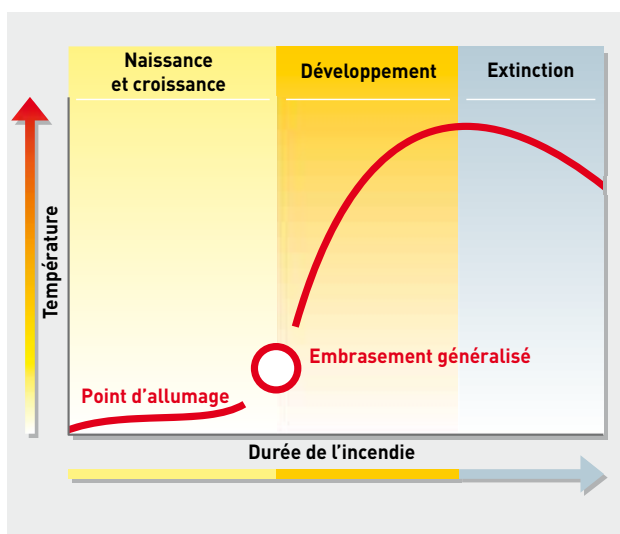 Naissance
et croissance
Développement
Extinction
Température
Embrasement généralisé
Point d’allumage
Durée de l’incendie